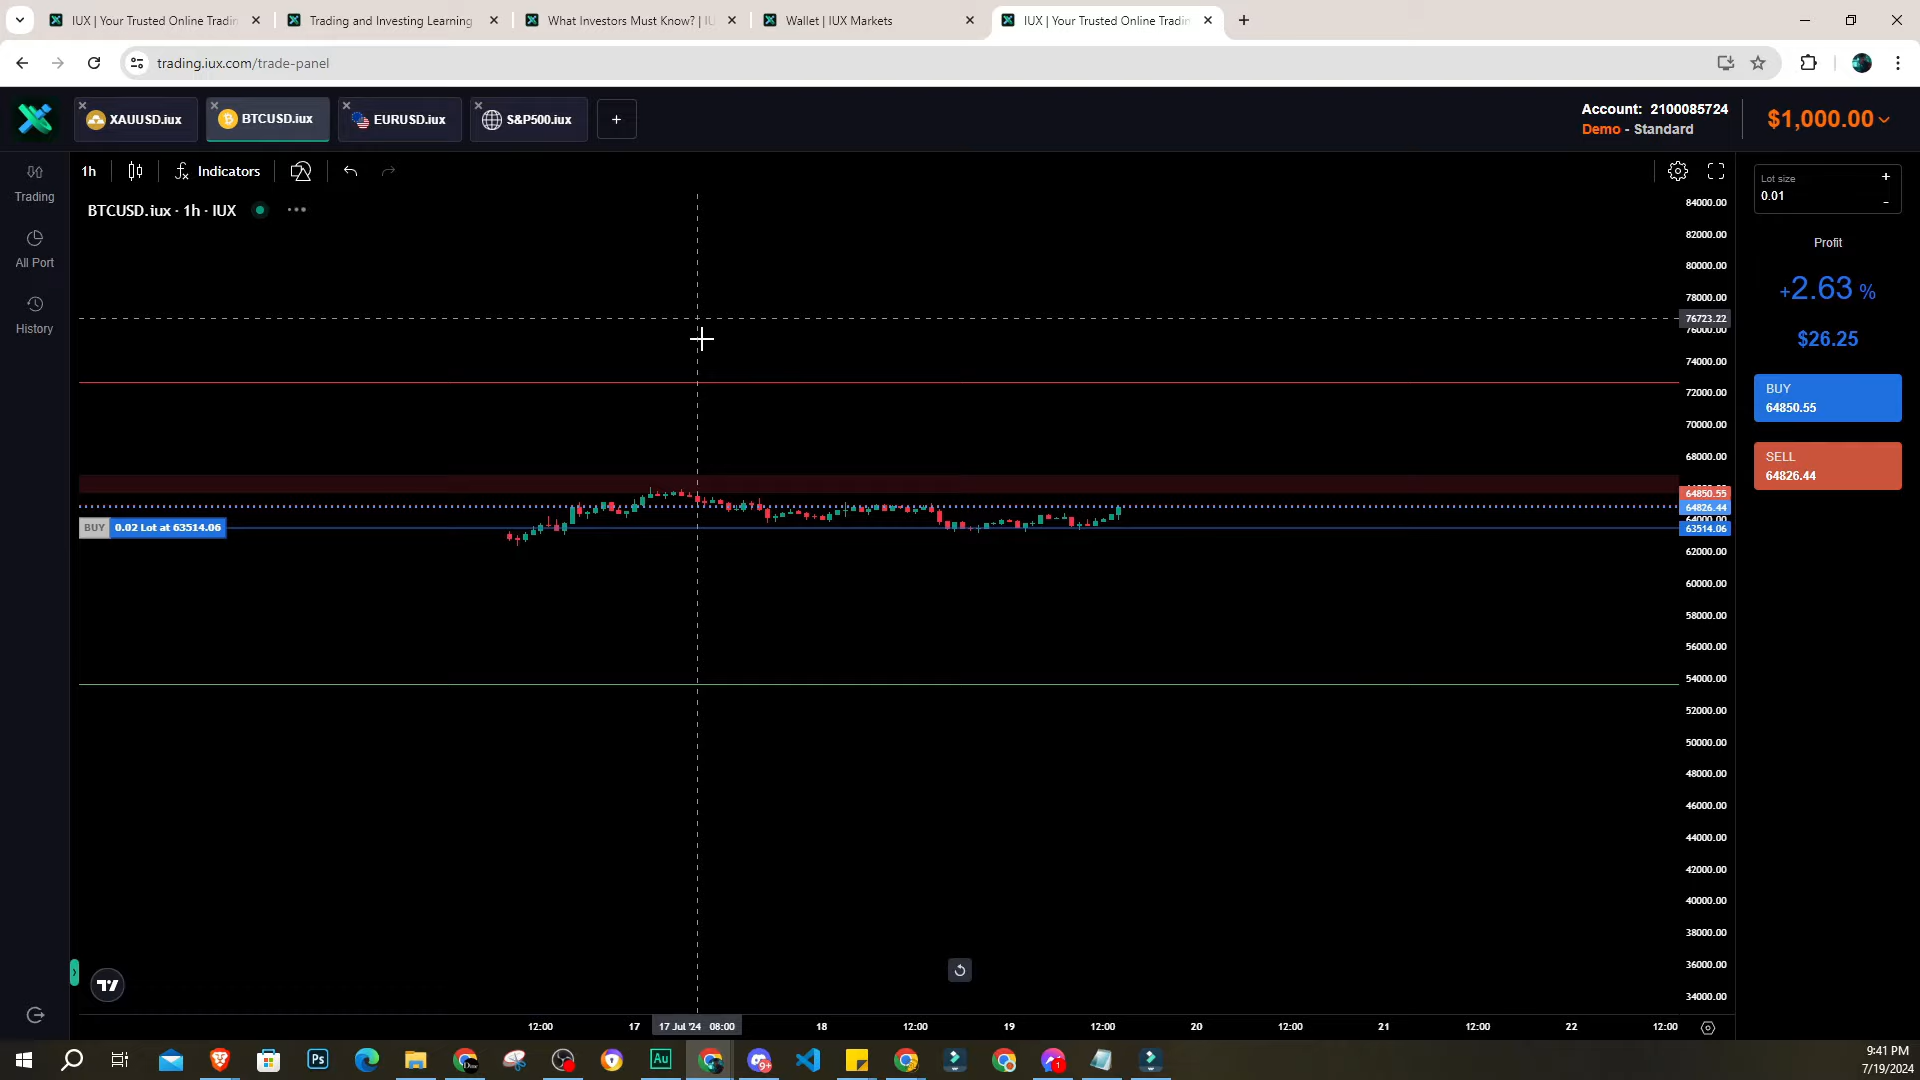 IUX | Your Trusted Online Tradin
Trading and Investing Learning
What Investors Must Know? | IU
Wallet | IUX Markets
IUX | Your Trusted Online Tradin
trading.iux.com/trade-panel
XAUUSD.iux
BTCUSD.iux
EURUSD.iux
S&P500.iux
Account: 2100085724
Demo - Standard
$1,000.00
Trading
All Port
History
1h
Indicators
BTCUSD.iux · 1h · IUX
Lot size
0.01
Profit
+2.63 %
$26.25
BUY
64850.55
SELL
64826.44
84000.00
82000.00
80000.00
78000.00
76723.22
76000.00
74000.00
72000.00
70000.00
68000.00
64850.55
64826.44
64000.00
63514.06
62000.00
60000.00
58000.00
56000.00
54000.00
52000.00
50000.00
48000.00
46000.00
44000.00
42000.00
40000.00
38000.00
36000.00
34000.00
BUY 0.02 Lot at 63514.06
12:00
17
17 Jul '24 08:00
18
12:00
19
12:00
20
12:00
21
12:00
22
12:00
Ps
Au
9+
1
9:41 PM
7/19/2024